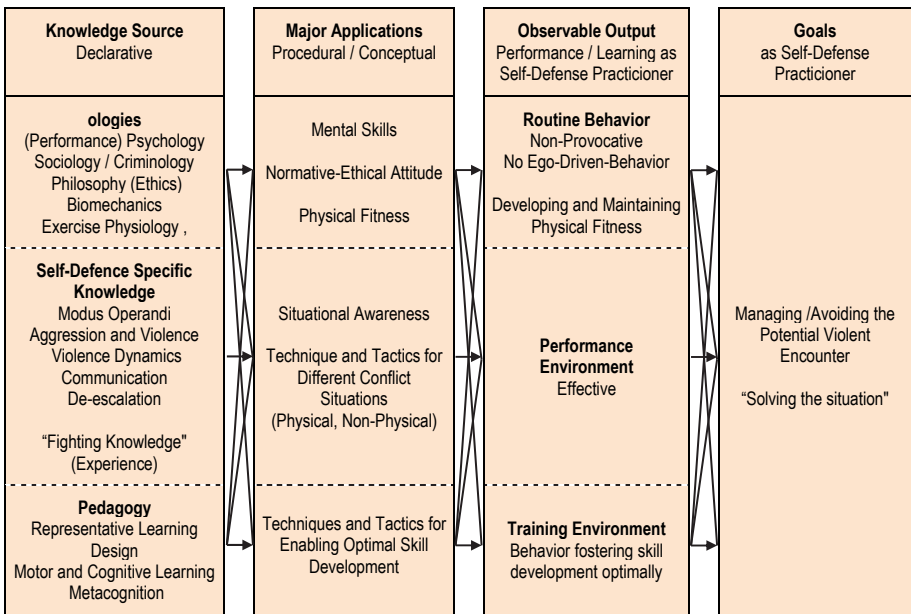 Knowledge Source
Declarative
ologies
(Performance) Psychology
Sociology / Criminology
Philosophy (Ethics)
Biomechanics
Exercise Physiology ,
Self-Defence Specific
Knowledge
Modus Operandi
Aggression and Violence
Violence Dynamics
Communication
De-escalation
“Fighting Knowledge"
(Experience)
Pedagogy
Representative Learning
Design
Motor and Cognitive Learning
Metacognition
Major Applications
Procedural / Conceptual
Mental Skills
Normative-Ethical Attitude
Physical Fitness
Situational Awareness
Technique and Tactics for
Different Conflict
Situations
(Physical, Non-Physical)
Techniques and Tactics for
Enabling Optimal Skill
Development
Observable Output
Performance / Learning as
Self-Defense Practicioner
Routine Behavior
Non-Provocative
No Ego-Driven-Behavior
Developing and Maintaining
Physical Fitness
Performance
Environment
Effective
Training Environment
Behavior fostering skill
development optimally
Goals
as Self-Defense
Practicioner
Managing /Avoiding the
Potential Violent
Encounter
“Solving the situation"